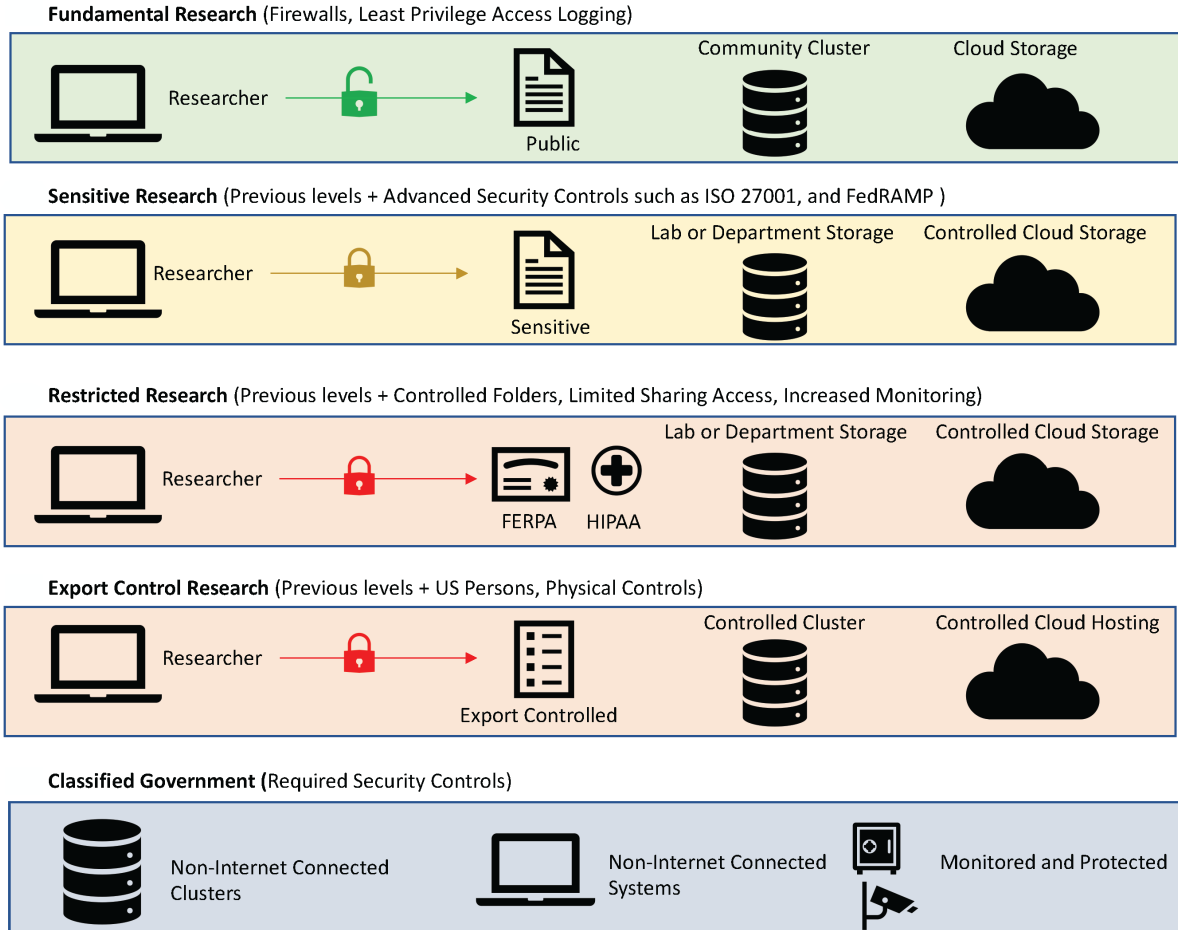 Fundamental Research (Firewalls, Least Privilege Access Logging)
Researcher
Public
Community Cluster
Cloud Storage
Sensitive Research (Previous levels + Advanced Security Controls such as ISO 27001, and FedRAMP )
Researcher
Sensitive
Lab or Department Storage
Controlled Cloud Storage
Restricted Research (Previous levels + Controlled Folders, Limited Sharing Access, Increased Monitoring)
Researcher
FERPA
HIPAA
Lab or Department Storage
Controlled Cloud Storage
Export Control Research (Previous levels + US Persons, Physical Controls)
Researcher
Export Controlled
Controlled Cluster
Controlled Cloud Hosting
Classified Government (Required Security Controls)
Non-Internet Connected
Clusters
Non-Internet Connected
Systems
Monitored and Protected